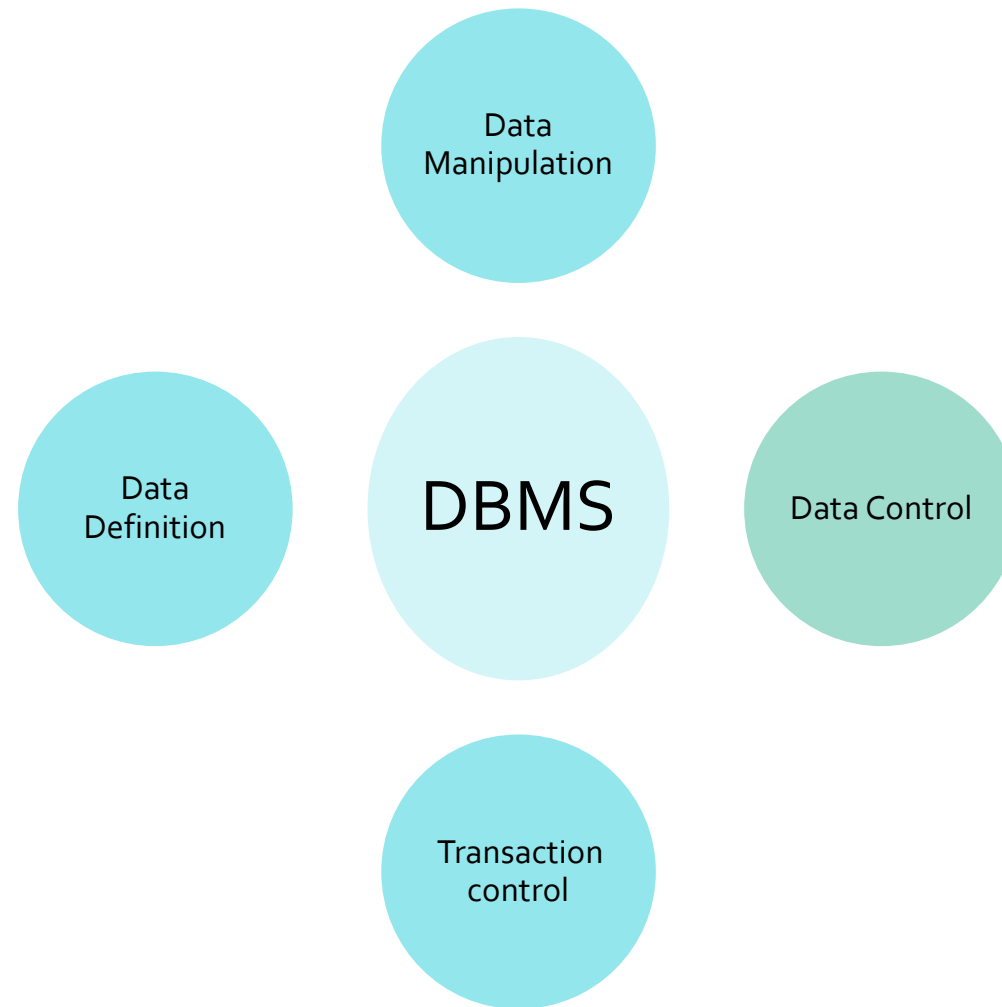 Data
Manipulation
Data
Definition
DBMS
Data Control
Transaction
control